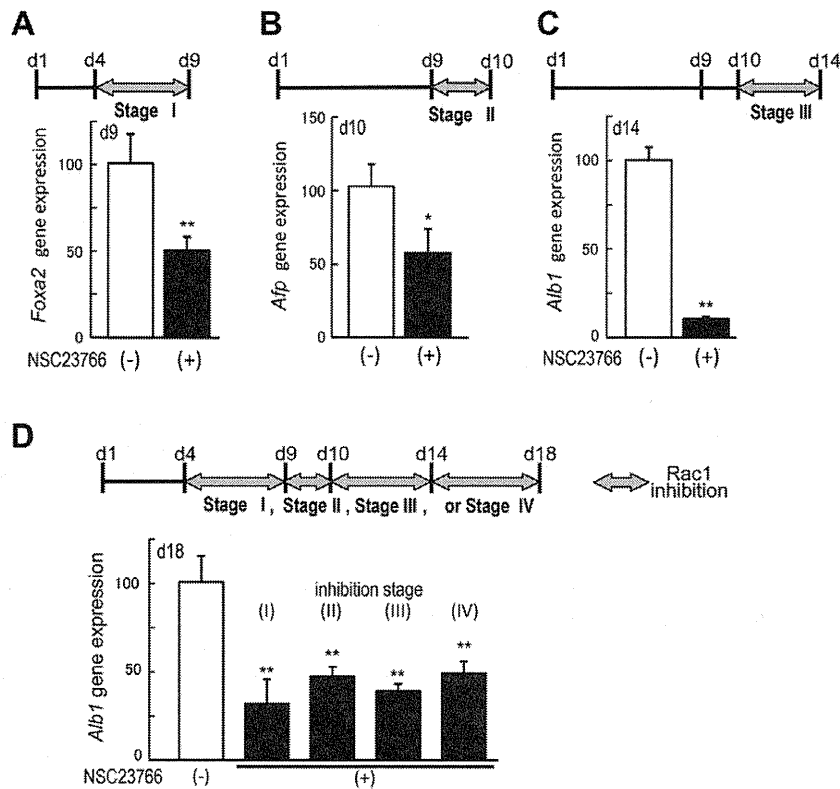 A
d1 d4 d9
Stage I
d9
Foxa2 gene expression
100
50
0
**
NSC23766 (-) (+)
B
d1 d9 d10
Stage II
d10
Afp gene expression
150
100
50
0
*
(-) (+)
C
d1 d9 d10 d14
Stage III
d14
Alb1 gene expression
100
50
0
**
NSC23766 (-) (+)
D
d1 d4 d9 d10 d14 d18
Stage I , Stage II , Stage III , or Stage IV
Rac1
inhibition
d18
Alb1 gene expression
100
50
0
inhibition stage
(I) (II) (III) (IV)
** ** ** **
NSC23766 (-) (+)